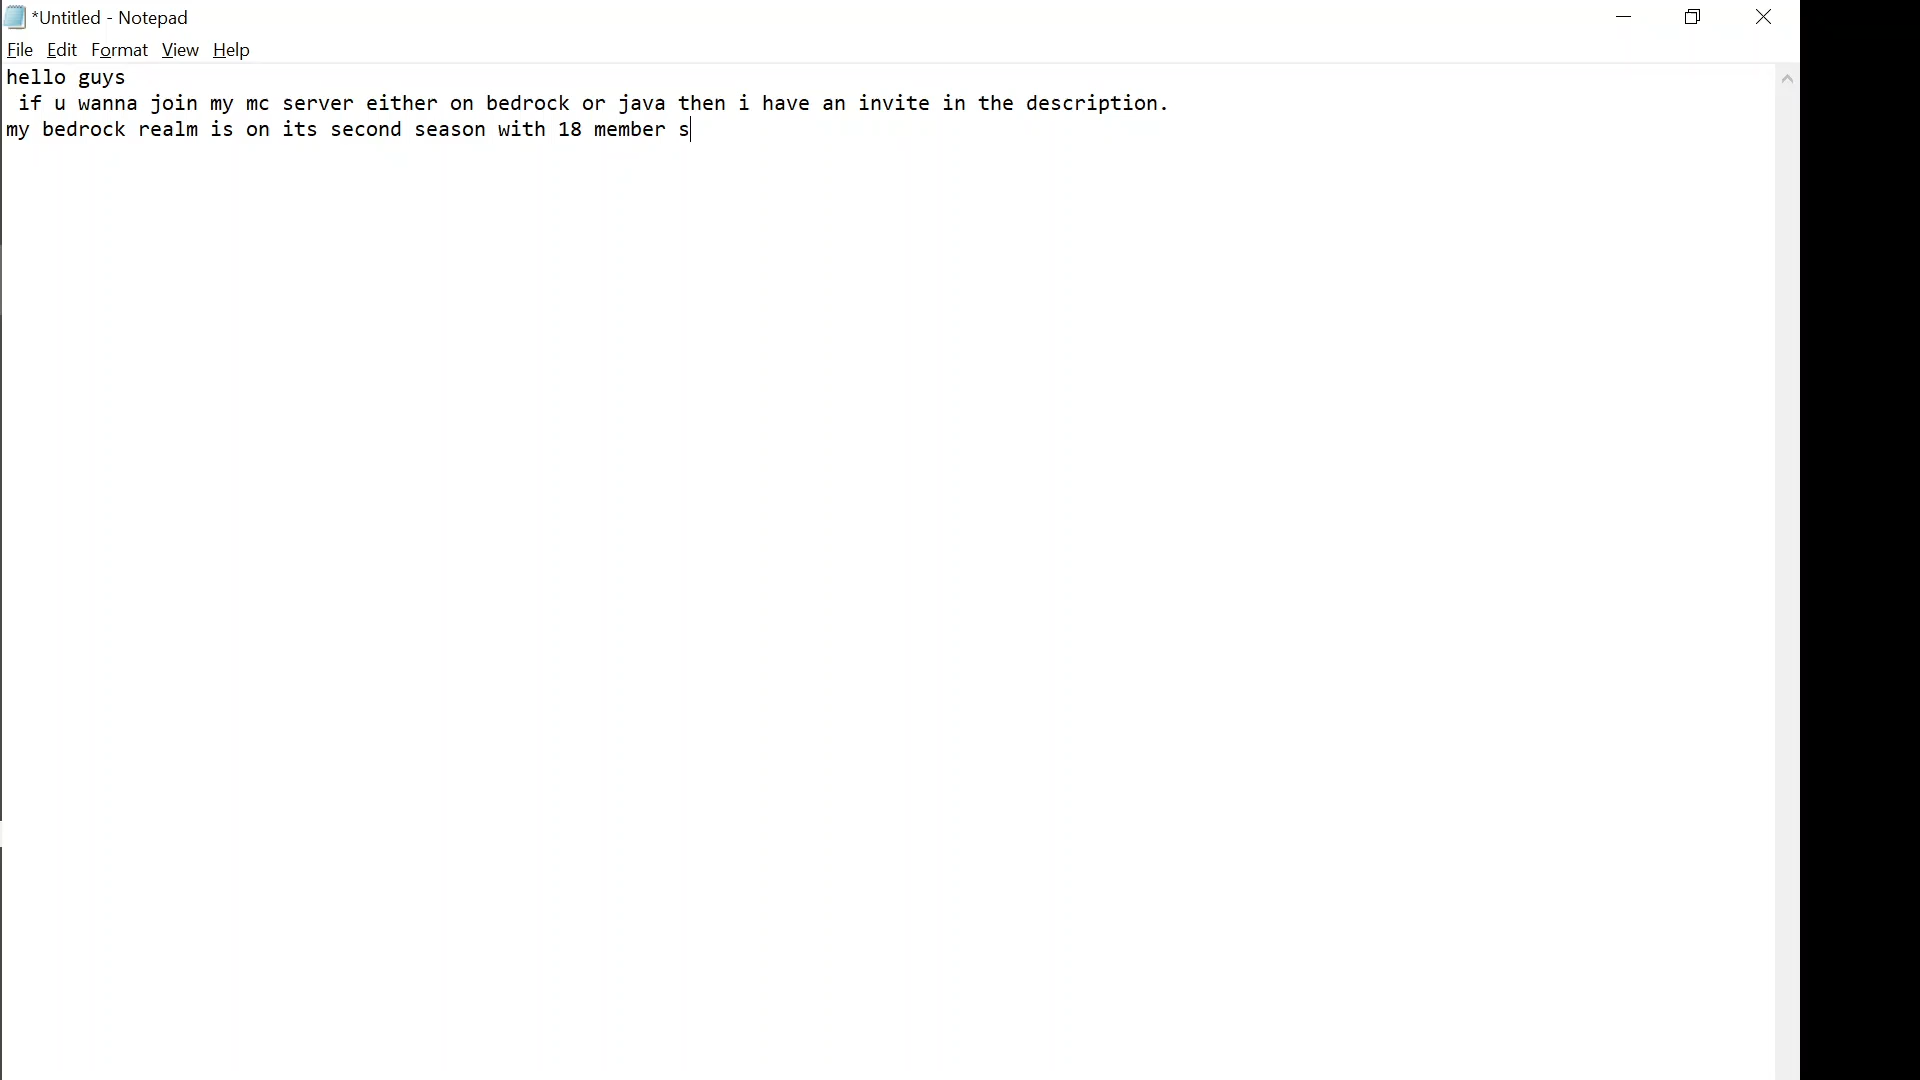 *Untitled - Notepad
File Edit Format View Help
hello guys
 if u wanna join my mc server either on bedrock or java then i have an invite in the description.
my bedrock realm is on its second season with 18 member s